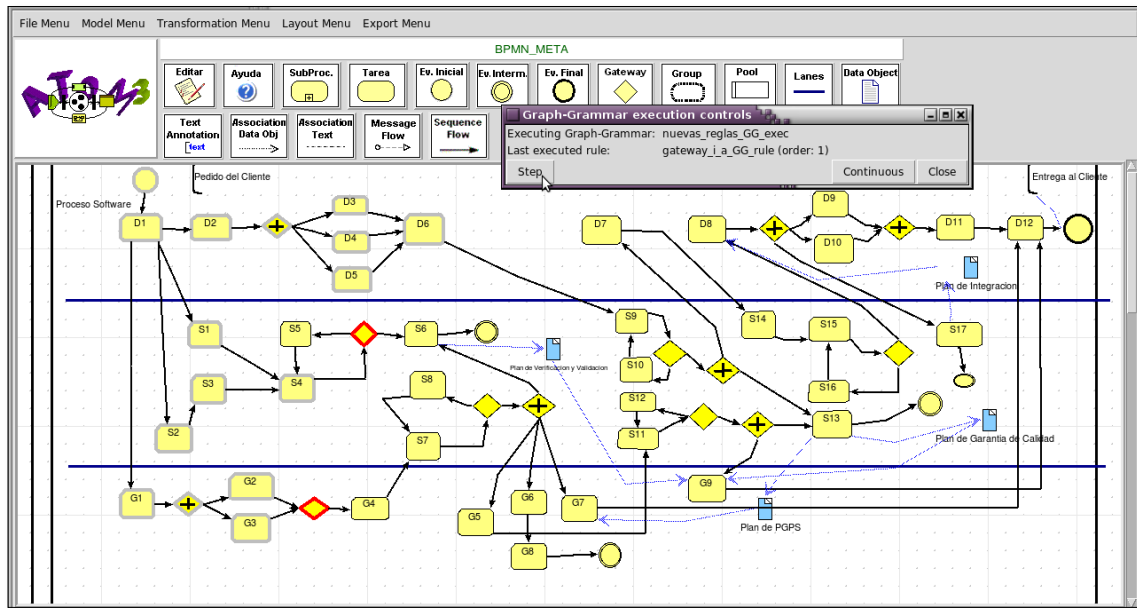 File Menu Model Menu Transformation Menu Layout Menu Export Menu
BPMN_META
AToM3
Editar
Ayuda
SubProc.
Tarea
Ev. Inicial
Ev. Interm.
Ev. Final
Gateway
Group
Pool
Lanes
Data Object
Text
Annotation
[text
Association
Data Obj
Association
Text
Message
Flow
Sequence
Flow
Graph-Grammar execution controls
Executing Graph-Grammar: nuevas_reglas_GG_exec
Last executed rule: gateway_i_a_GG_rule (order: 1)
Step
Continuous
Close
Pedido del Cliente
Entrega al Cliente
Proceso Software
D1
D2
D3
D4
D5
D6
D7
D8
D9
D10
D11
D12
Plan de Integracion
S1
S5
S6
S3
S4
S2
Plan de Verificacion y Validacion
S9
S10
S14
S15
S16
S17
S8
S7
S12
S11
S13
Plan de Garantia de Calidad
G1
G2
G3
G4
G5
G6
G7
G8
G9
Plan de PGPS